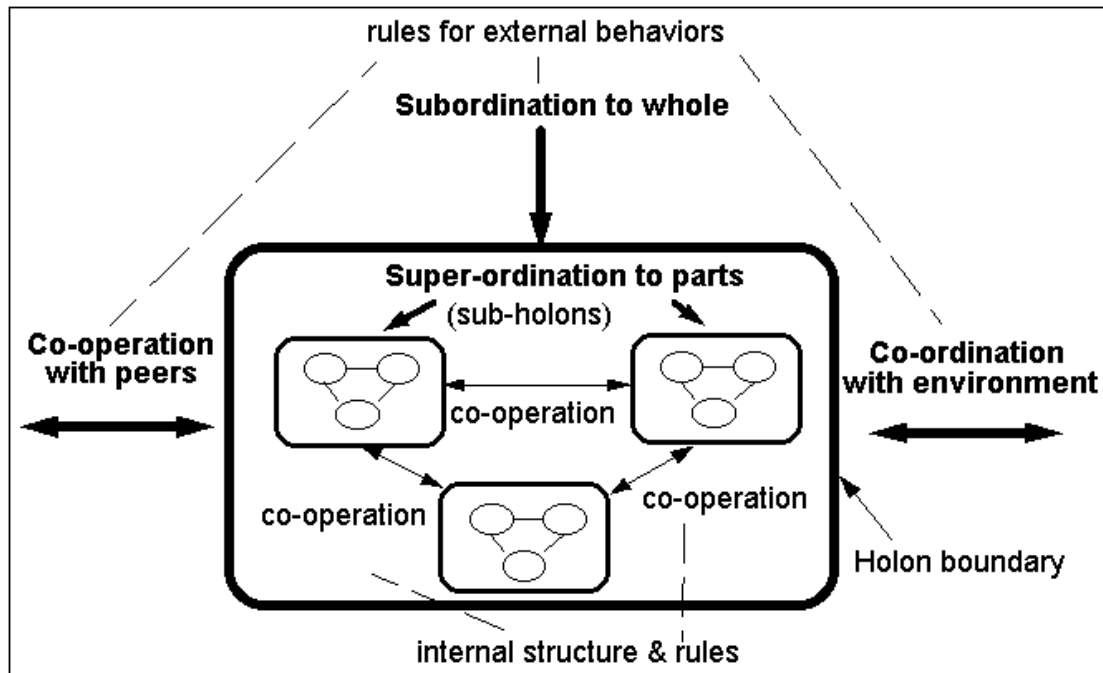 rules for external behaviors
Subordination to whole
Super-ordination to parts
(sub-holons)
Co-operation
with peers
Co-ordination
with environment
co-operation
co-operation
co-operation
Holon boundary
internal structure & rules